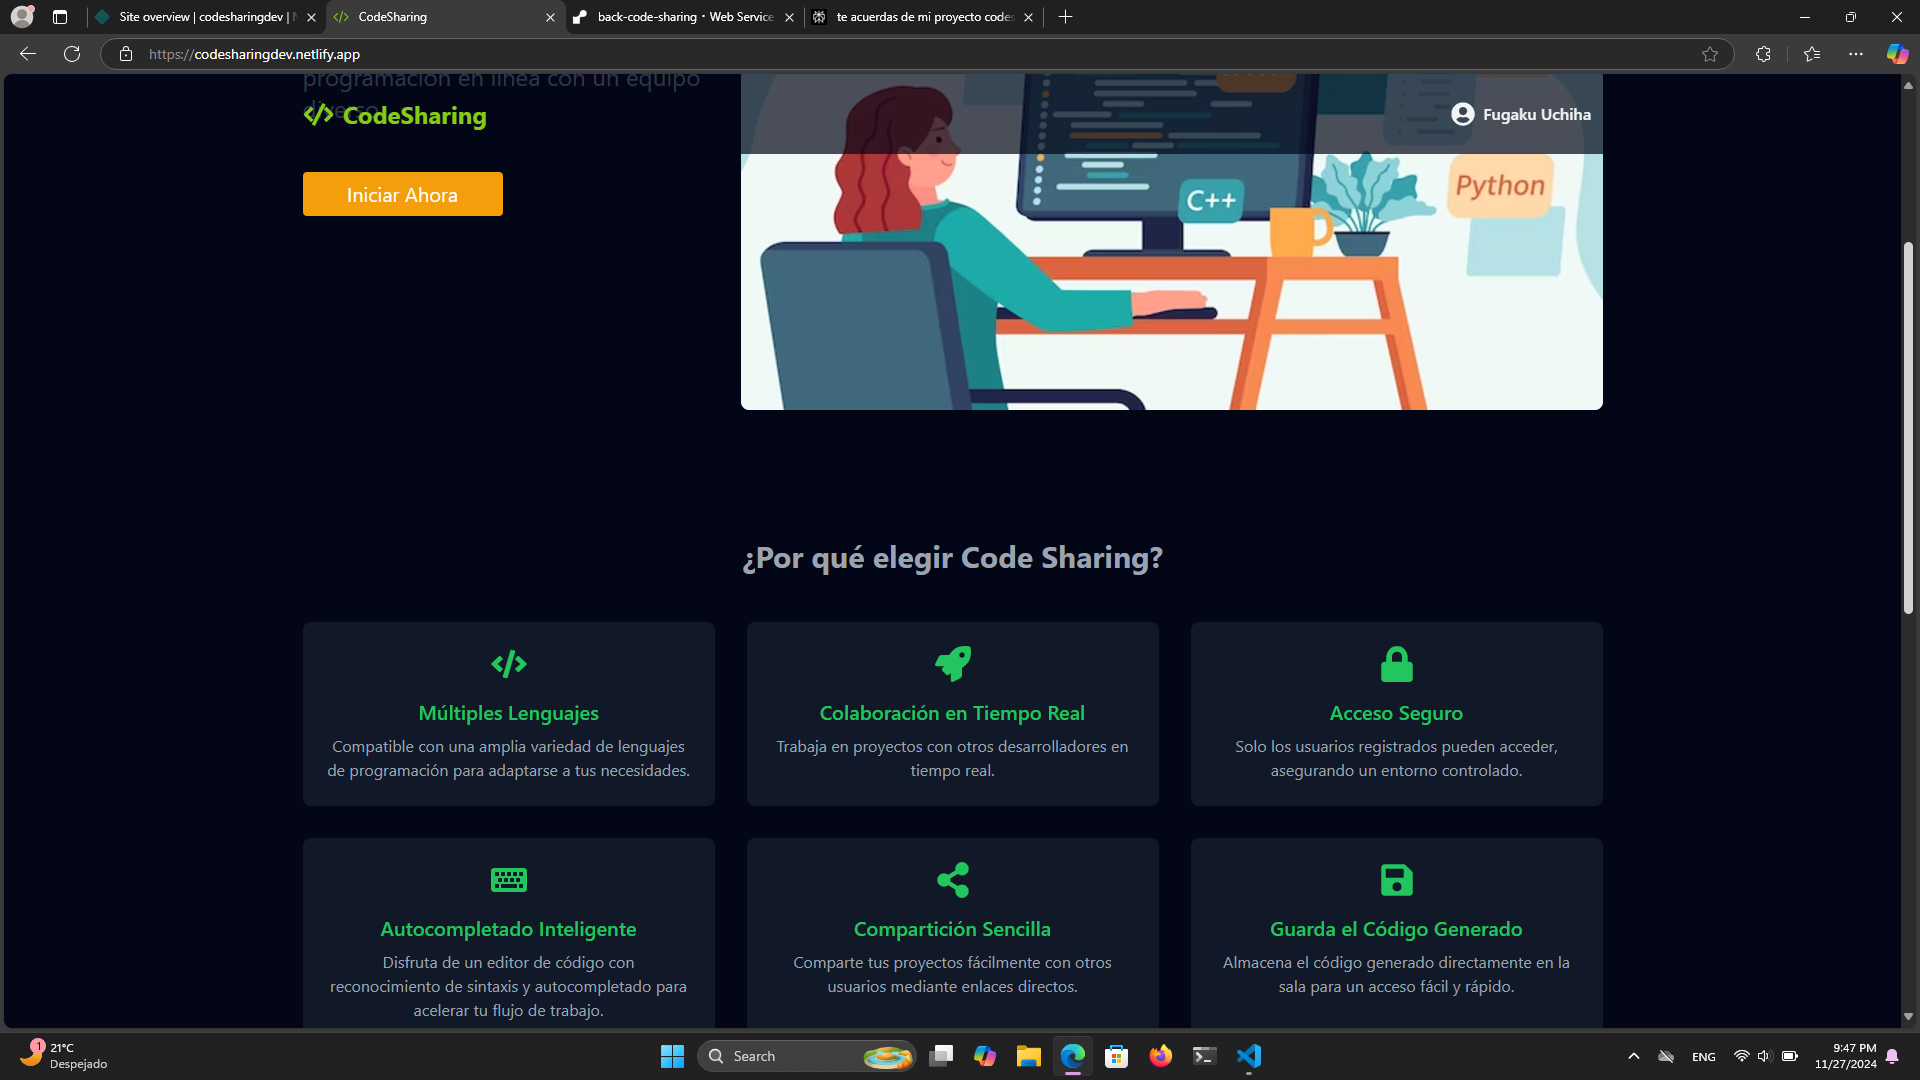 Site overview | codesharingdev | N
CodeSharing
back-code-sharing · Web Service
te acuerdas de mi proyecto codes
https://codesharingdev.netlify.app
programación en línea con un equipo
diverso
CodeSharing
Fugaku Uchiha
Iniciar Ahora
C++
Python
¿Por qué elegir Code Sharing?
Múltiples Lenguajes
Compatible con una amplia variedad de lenguajes
de programación para adaptarse a tus necesidades.
Colaboración en Tiempo Real
Trabaja en proyectos con otros desarrolladores en
tiempo real.
Acceso Seguro
Solo los usuarios registrados pueden acceder,
asegurando un entorno controlado.
Autocompletado Inteligente
Disfruta de un editor de código con
reconocimiento de sintaxis y autocompletado para
acelerar tu flujo de trabajo.
Compartición Sencilla
Comparte tus proyectos fácilmente con otros
usuarios mediante enlaces directos.
Guarda el Código Generado
Almacena el código generado directamente en la
sala para un acceso fácil y rápido.
1
21°C
Despejado
Search
ENG
9:47 PM
11/27/2024